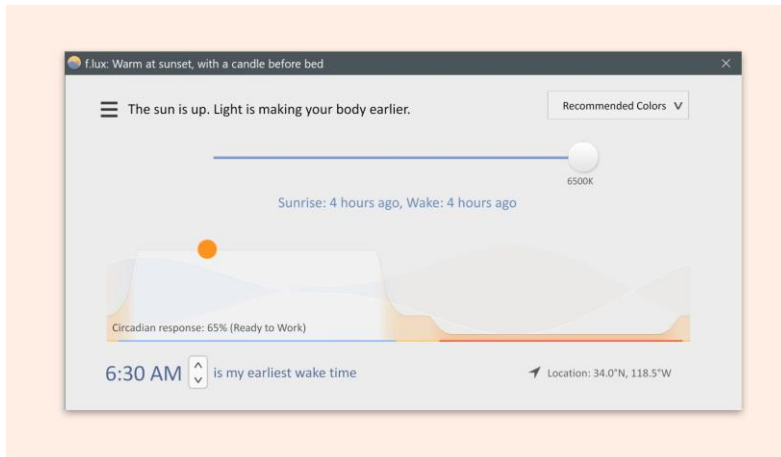 f.lux: Warm at sunset, with a candle before bed
The sun is up. Light is making your body earlier.
Recommended Colors
6500K
Sunrise: 4 hours ago, Wake: 4 hours ago
Circadian response: 65% (Ready to Work)
6:30 AM is my earliest wake time
Location: 34.0°N, 118.5°W